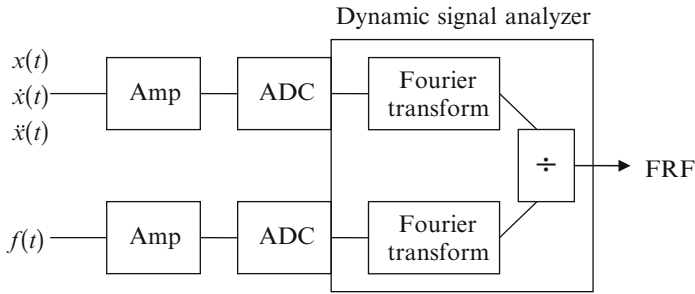 Dynamic signal analyzer
x(t)
ẋ(t)
ẍ(t)
Amp
ADC
Fourier
transform
÷
FRF
f(t)
Amp
ADC
Fourier
transform